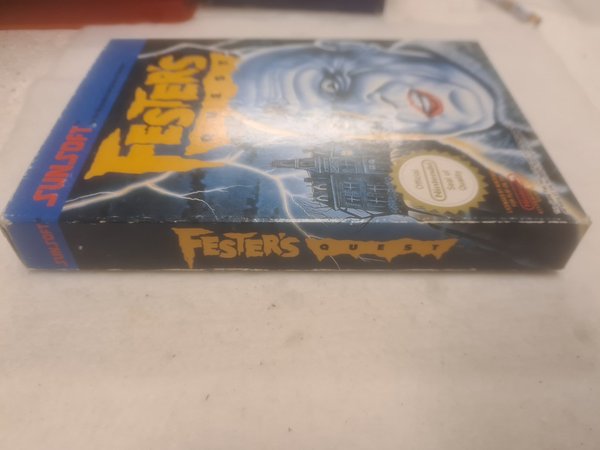 SUNSOFT
FESTER'S
QUEST
Official
Nintendo
Seal of
Quality
SUNSOFT
FESTER'S QUEST